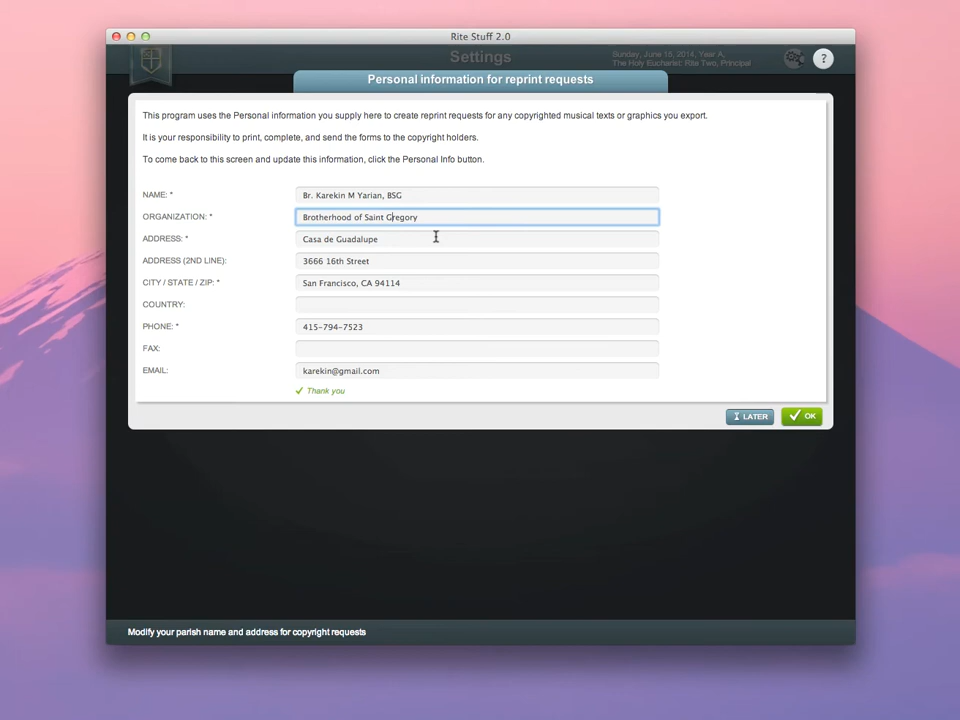 Rite Stuff 2.0
Settings
Sunday, June 15, 2014, Year A,
The Holy Eucharist: Rite Two, Principal
?
Personal information for reprint requests
This program uses the Personal information you supply here to create reprint requests for any copyrighted musical texts or graphics you export.
It is your responsibility to print, complete, and send the forms to the copyright holders.
To come back to this screen and update this information, click the Personal Info button.
NAME: * Br. Karekin M Yarian, BSG
ORGANIZATION: * Brotherhood of Saint Gregory
ADDRESS: * Casa de Guadalupe
ADDRESS (2ND LINE): 3666 16th Street
CITY / STATE / ZIP: * San Francisco, CA 94114
COUNTRY:
PHONE: * 415-794-7523
FAX:
EMAIL: karekin@gmail.com
Thank you
LATER OK
Modify your parish name and address for copyright requests